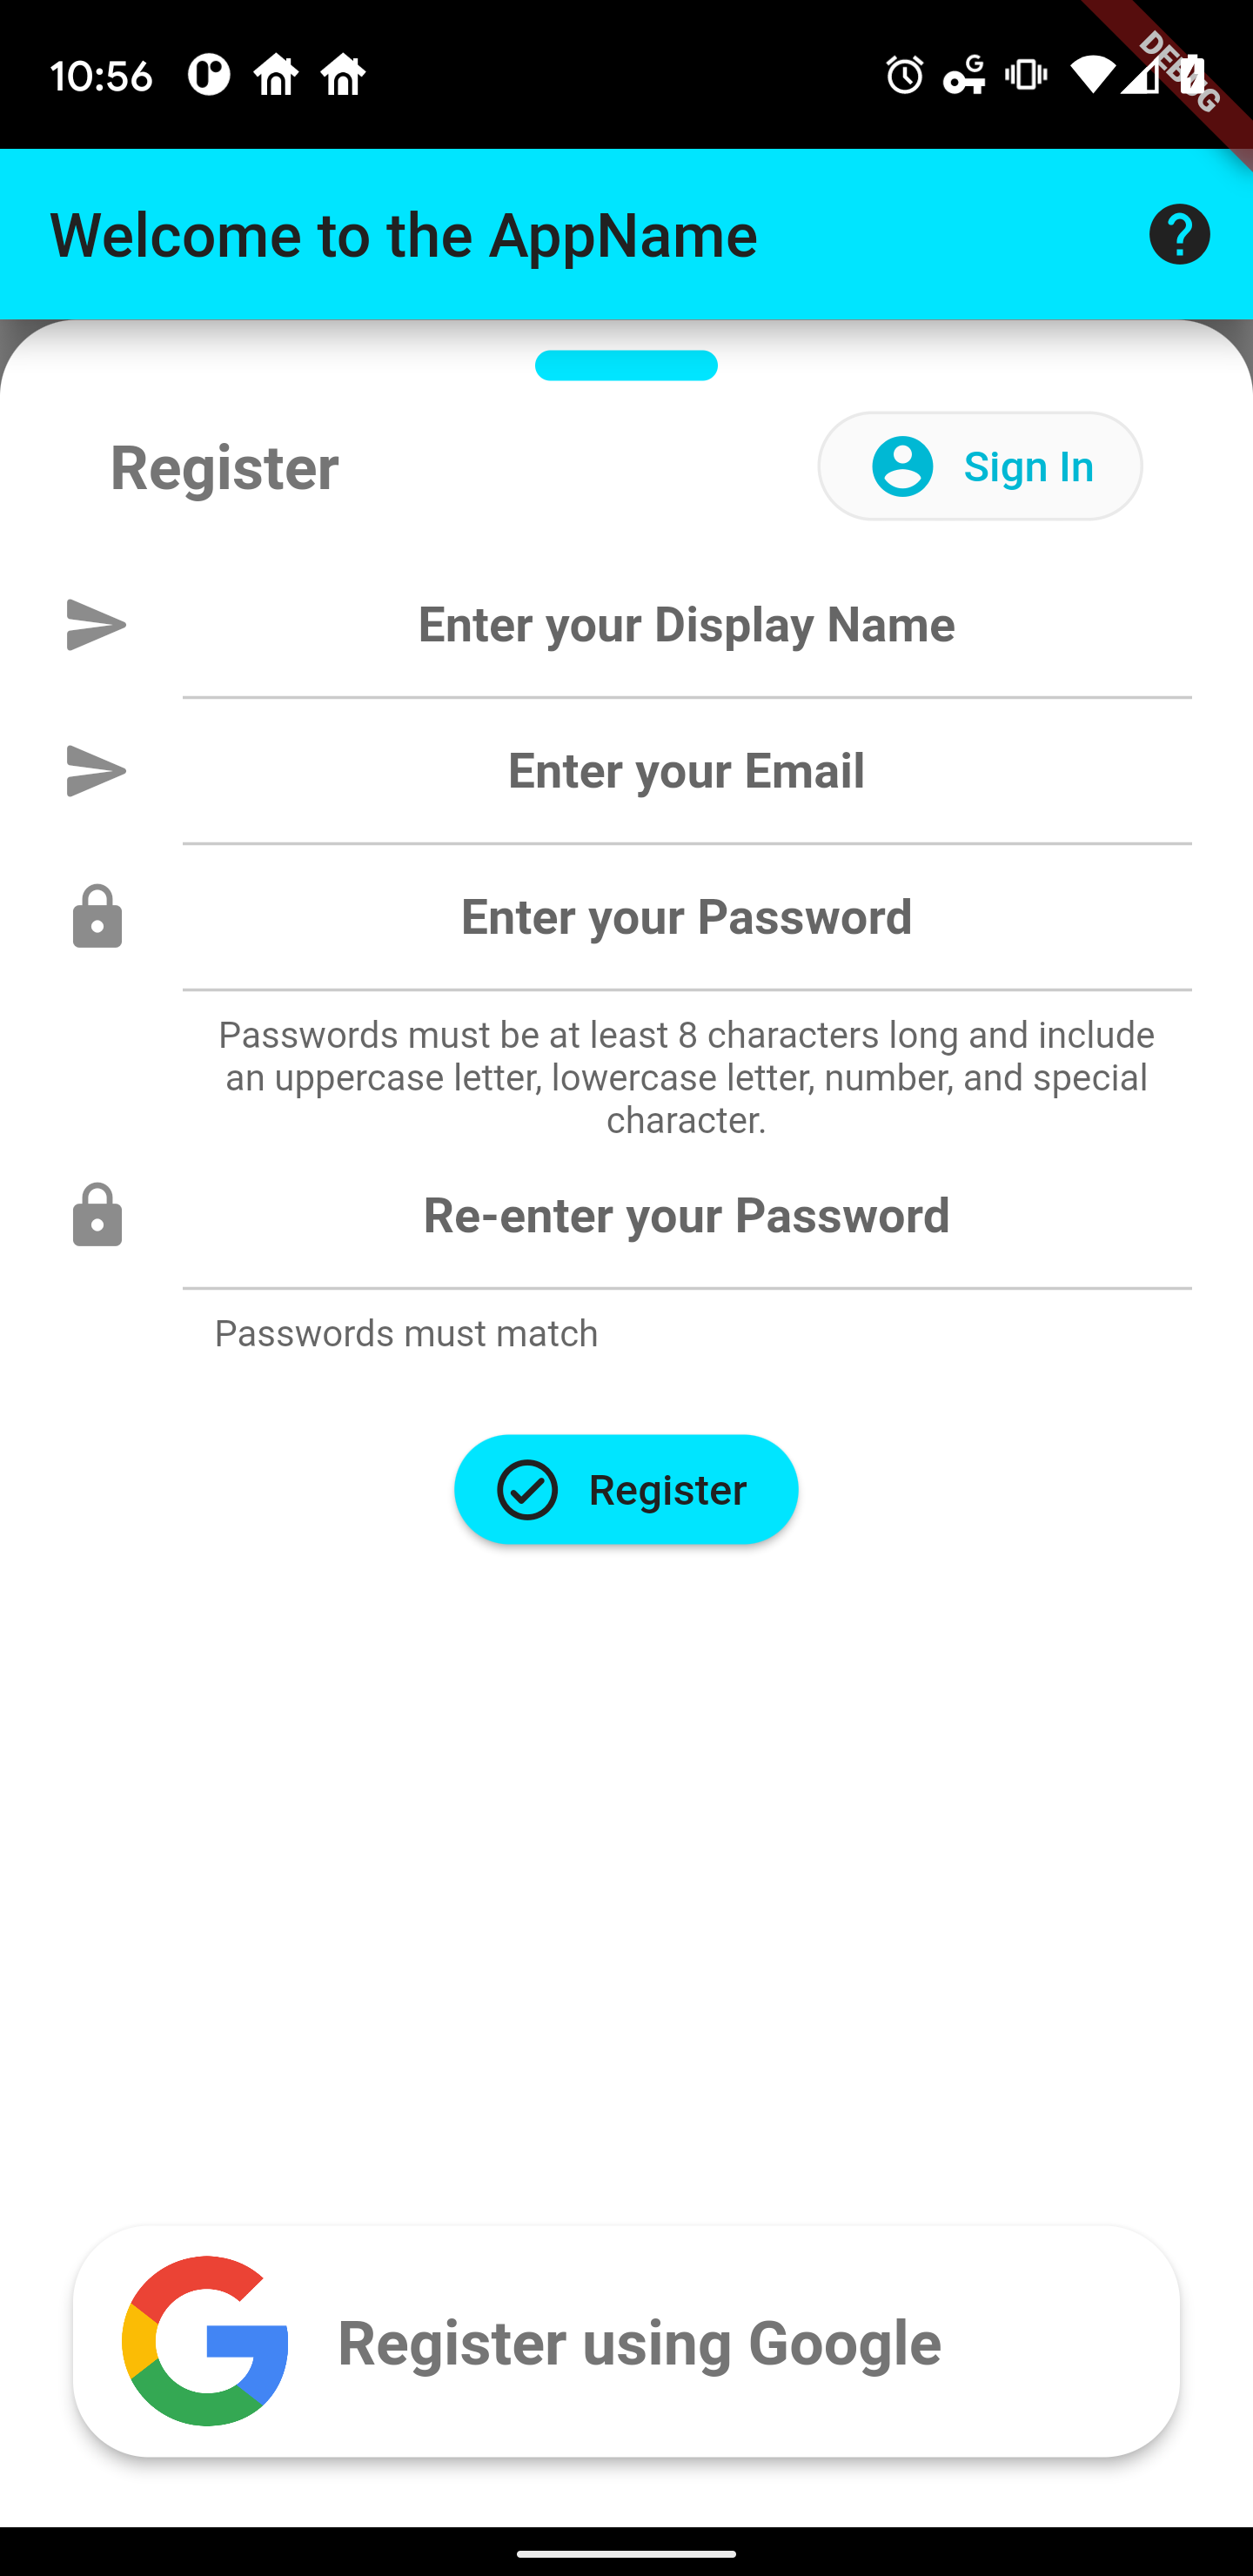 10:56
DEBUG
Welcome to the AppName
Register
Sign In
Enter your Display Name
Enter your Email
Enter your Password
Passwords must be at least 8 characters long and include
an uppercase letter, lowercase letter, number, and special
character.
Re-enter your Password
Passwords must match
Register
Register using Google